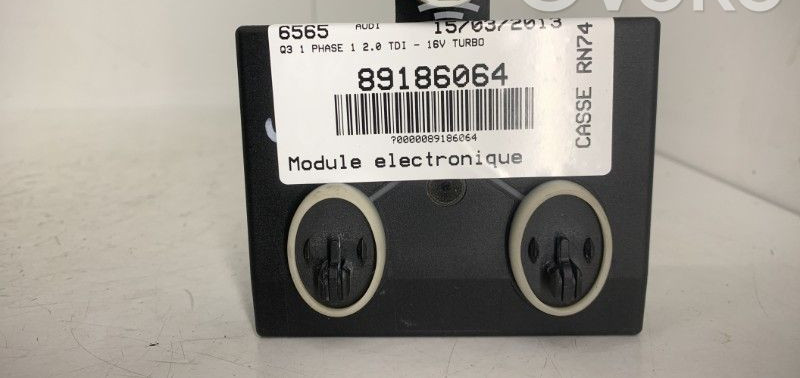 6565 AUDI 15/03/2013
Q3 1 PHASE 1 2.0 TDI - 16V TURBO
89186064
?0000089186064
Module electronique
CASSE RN74